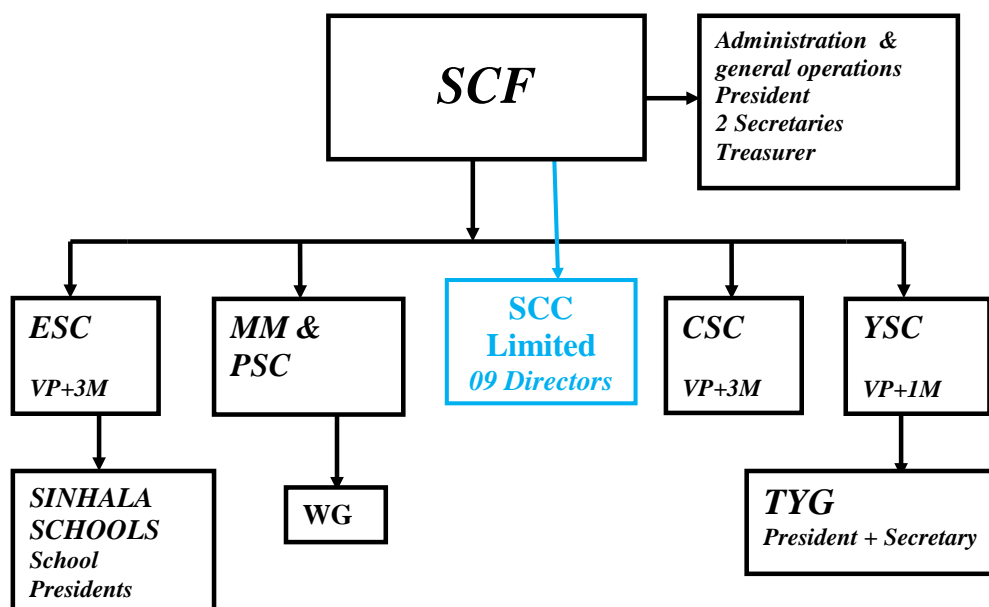 SCF
Administration &
general operations
President
2 Secretaries
Treasurer
ESC
VP+3M
MM &
PSC
SCC
Limited
09 Directors
CSC
VP+3M
YSC
VP+1M
SINHALA
SCHOOLS
School
Presidents
WG
TYG
President + Secretary